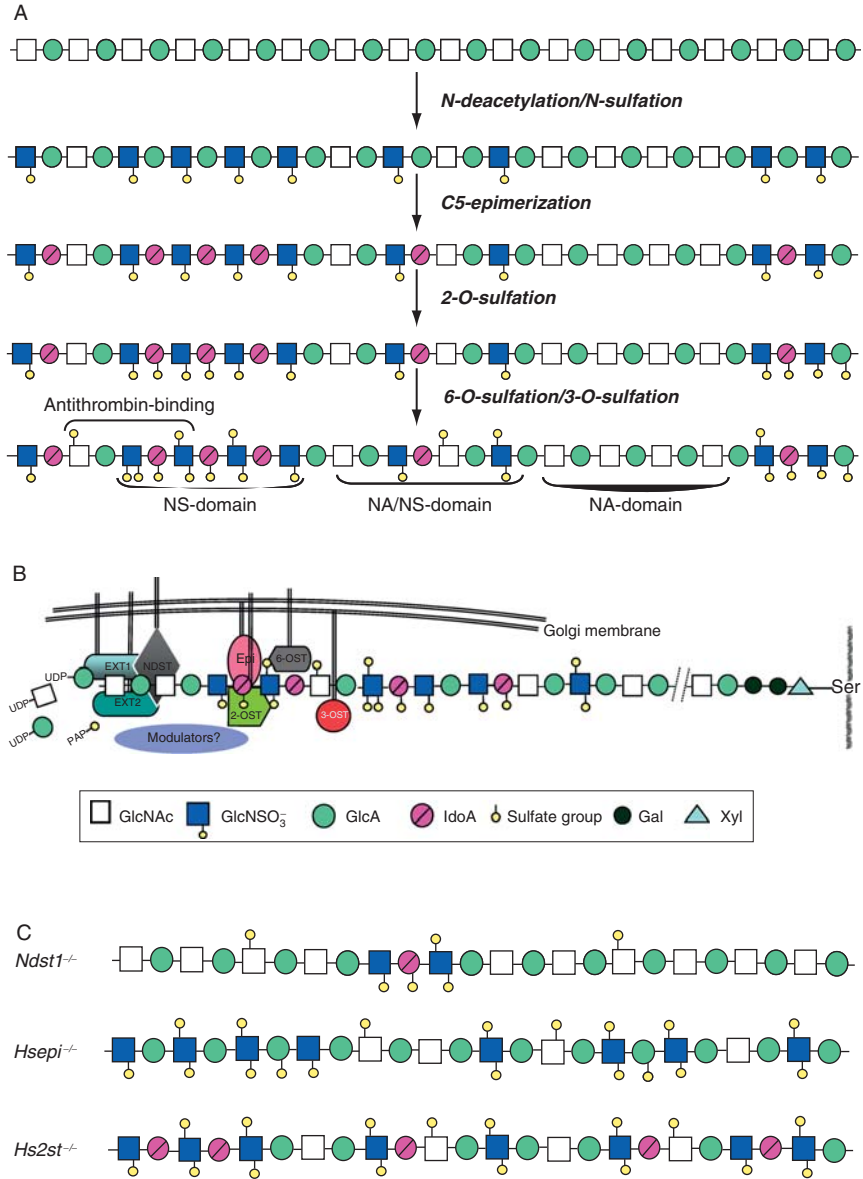 A
N-deacetylation/N-sulfation
C5-epimerization
2-O-sulfation
6-O-sulfation/3-O-sulfation
Antithrombin-binding
NS-domain
NA/NS-domain
NA-domain
B
Golgi membrane
UDP
EXT1
NDST
Epi
6-OST
Ser
UDP
EXT2
2-OST
3-OST
UDP
PAP
Modulators?
GlcNAc
GlcNSO₃⁻
GlcA
IdoA
Sulfate group
Gal
Xyl
C
Ndst1⁻/⁻
Hsepi⁻/⁻
Hs2st⁻/⁻